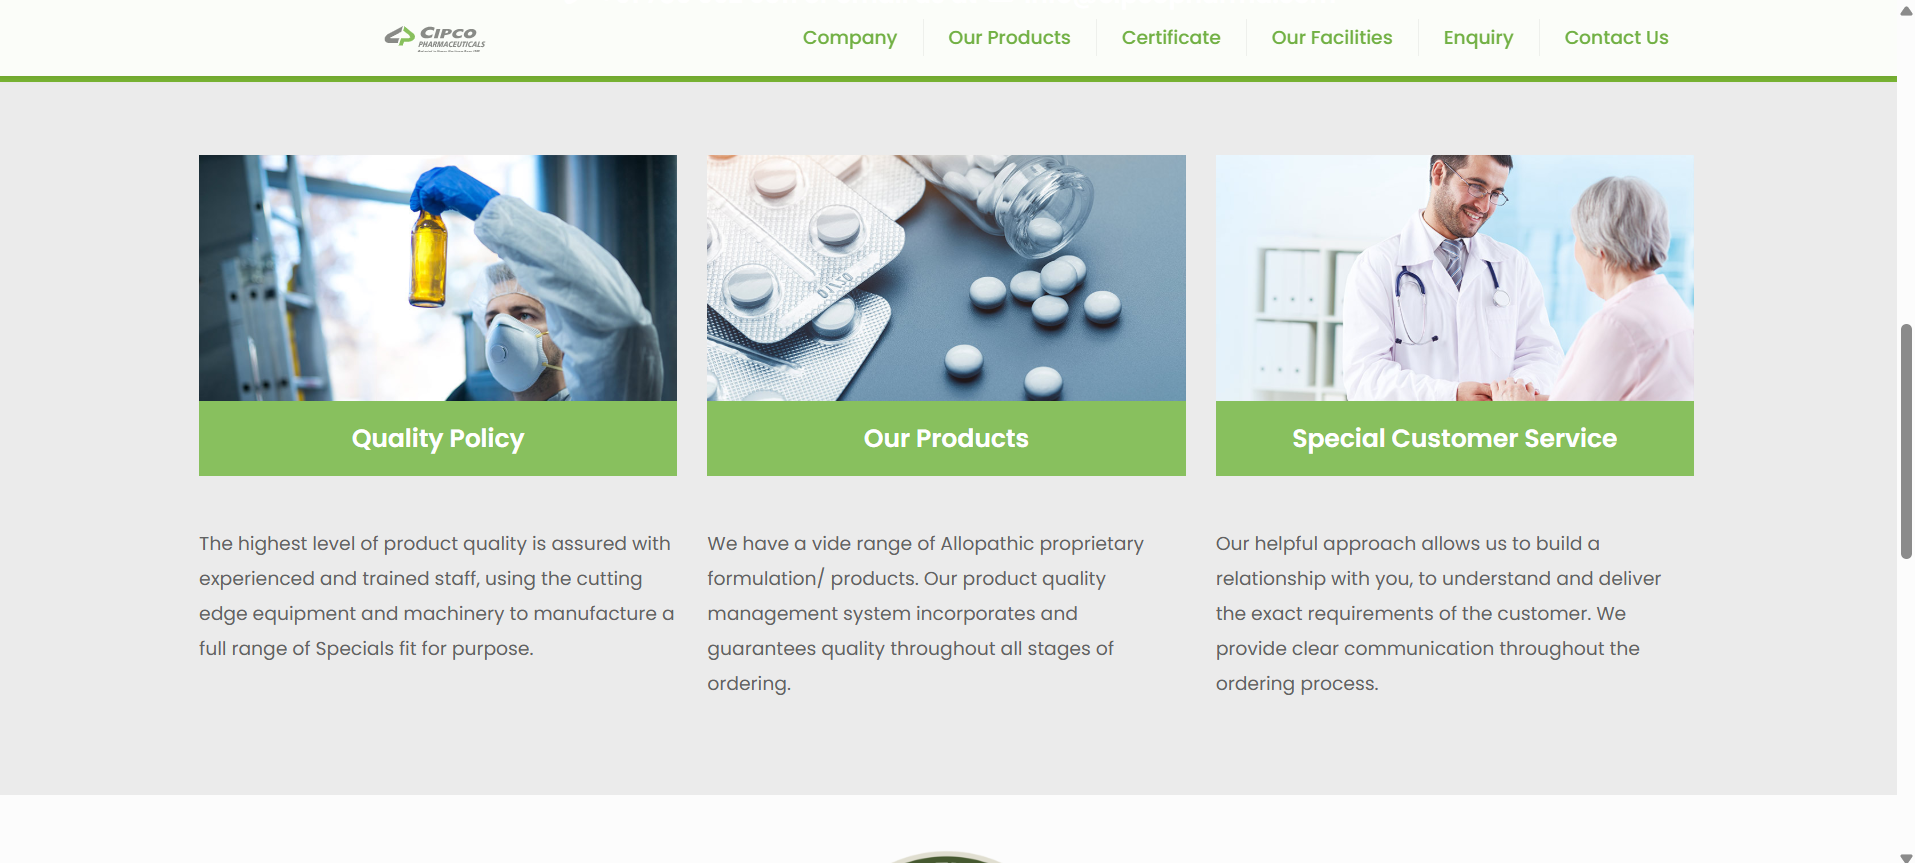 CIPCO
PHARMACEUTICALS
Company
Our Products
Certificate
Our Facilities
Enquiry
Contact Us
Quality Policy
Our Products
Special Customer Service
The highest level of product quality is assured with
experienced and trained staff, using the cutting
edge equipment and machinery to manufacture a
full range of Specials fit for purpose.
We have a vide range of Allopathic proprietary
formulation/ products. Our product quality
management system incorporates and
guarantees quality throughout all stages of
ordering.
Our helpful approach allows us to build a
relationship with you, to understand and deliver
the exact requirements of the customer. We
provide clear communication throughout the
ordering process.